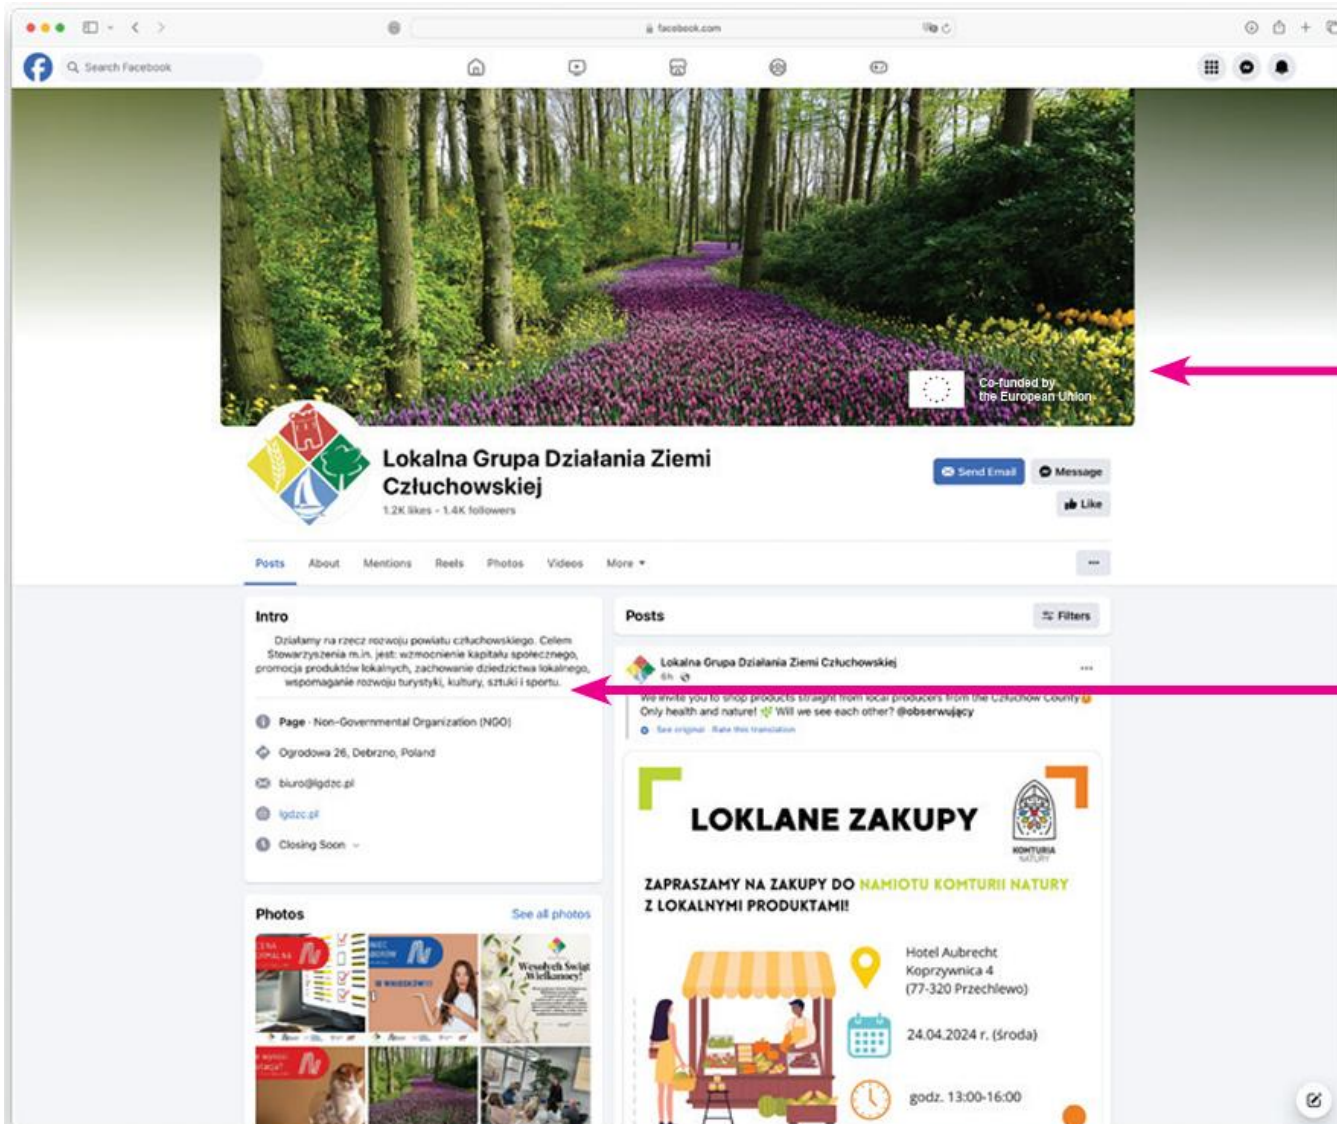 facebook.com
Search Facebook
Co-funded by
the European Union
Lokalna Grupa Działania Ziemi
Człuchowskiej
1.2K likes • 1.4K followers
Send Email
Message
Like
Posts
About
Mentions
Reels
Photos
Videos
More
Intro
Działamy na rzecz rozwoju powiatu człuchowskiego. Celem
Stowarzyszenia m.in. jest: wzmocnienie kapitału społecznego,
promocja produktów lokalnych, zachowanie dziedzictwa lokalnego,
wspomaganie rozwoju turystyki, kultury, sztuki i sportu.
Page · Non-Governmental Organization (NGO)
Ogrodowa 26, Debrzno, Poland
biuro@lgdzc.pl
lgdzc.pl
Closing Soon
Photos
See all photos
Wesołych Świąt
Wielkanocy!
Posts
Filters
Lokalna Grupa Działania Ziemi Człuchowskiej
6h
We invite you to shop products straight from local producers from the Człuchów County
Only health and nature! Will we see each other? @obserwujący
See original · Rate this translation
LOKLANE ZAKUPY
KOMTURIA
NATURY
ZAPRASZAMY NA ZAKUPY DO NAMIOTU KOMTURII NATURY
Z LOKALNYMI PRODUKTAMI!
Hotel Aubrecht
Koprzywnica 4
(77-320 Przechlewo)
24.04.2024 r. (środa)
godz. 13:00-16:00